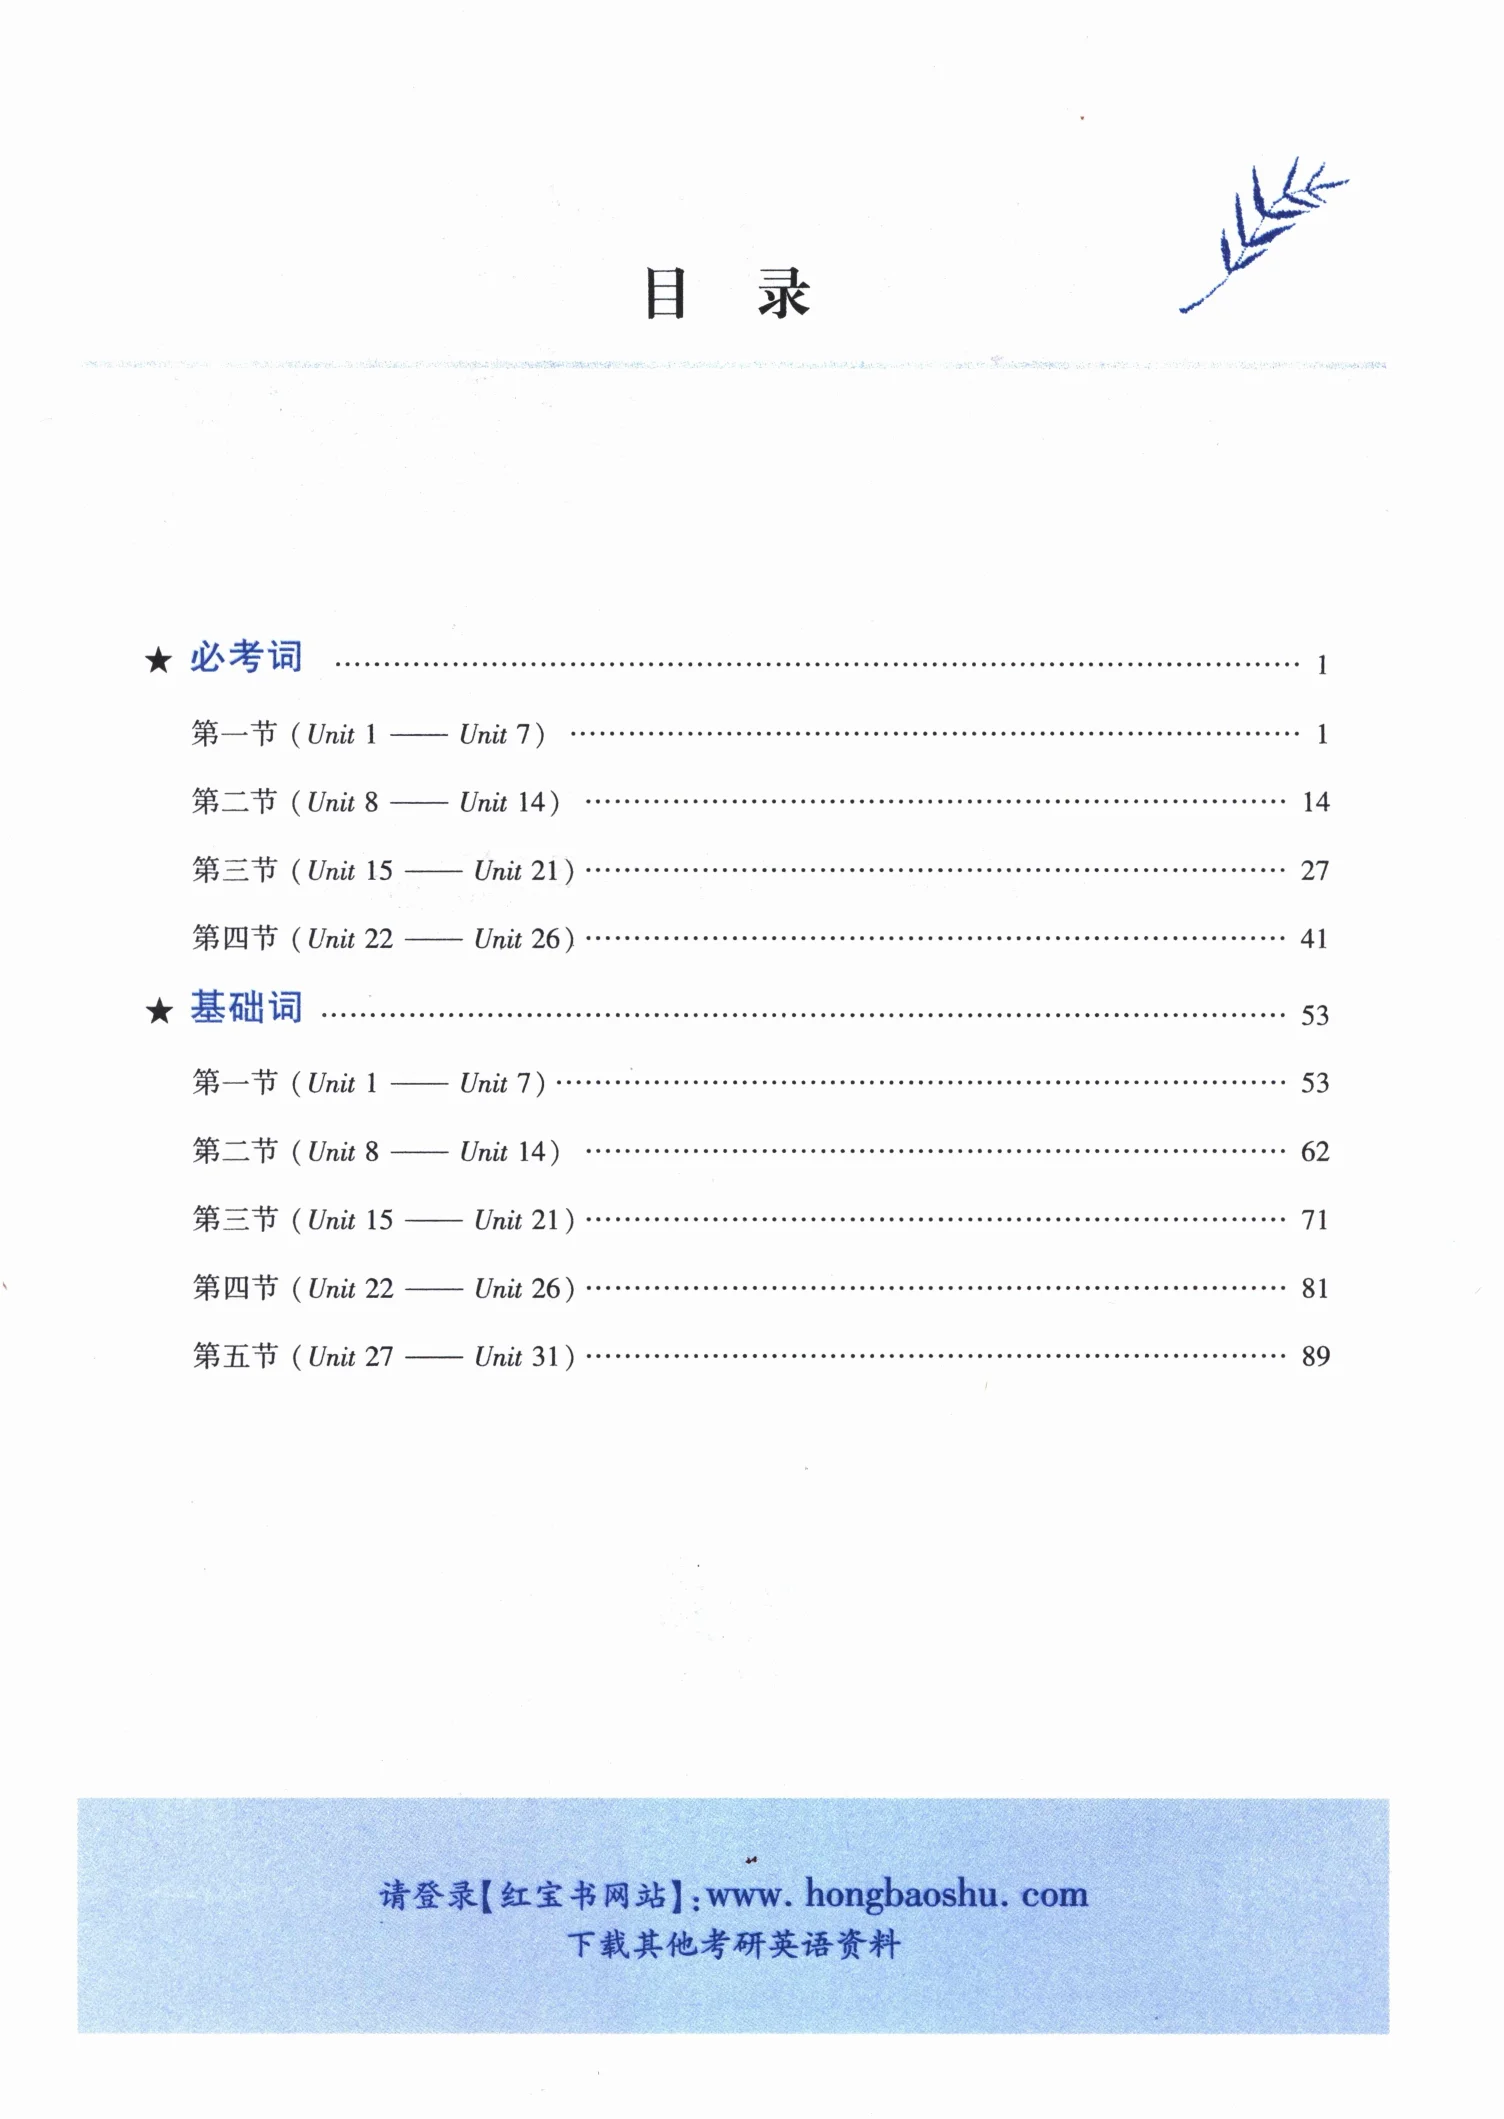 目 录
★ 必考词 …………………………………………………… 1
第一节 (Unit 1 —— Unit 7) …………………………………………………… 1
第二节 (Unit 8 —— Unit 14) …………………………………………………… 14
第三节 (Unit 15 —— Unit 21) …………………………………………………… 27
第四节 (Unit 22 —— Unit 26) …………………………………………………… 41
★ 基础词 …………………………………………………… 53
第一节 (Unit 1 —— Unit 7) …………………………………………………… 53
第二节 (Unit 8 —— Unit 14) …………………………………………………… 62
第三节 (Unit 15 —— Unit 21) …………………………………………………… 71
第四节 (Unit 22 —— Unit 26) …………………………………………………… 81
第五节 (Unit 27 —— Unit 31) …………………………………………………… 89
请登录【红宝书网站】:www. hongbaoshu. com
下载其他考研英语资料